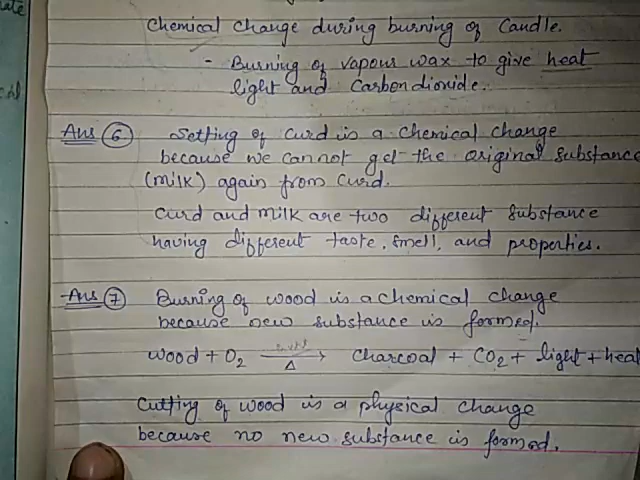 Chemical change during burning of Candle.
- Burning of vapours wax to give heat
light and Carbondioxide.
Ans 6 Setting of Curd is a chemical change
because we cannot get the original substance
(milk) again from Curd.
Curd and milk are two different substance
having different taste, smell, and properties.
Ans 7 Burning of wood is a chemical change
because new substance is formed.
wood + O2 → Δ charcoal + CO2 + light + heat
Cutting of wood is a physical change
because no new substance is formed.